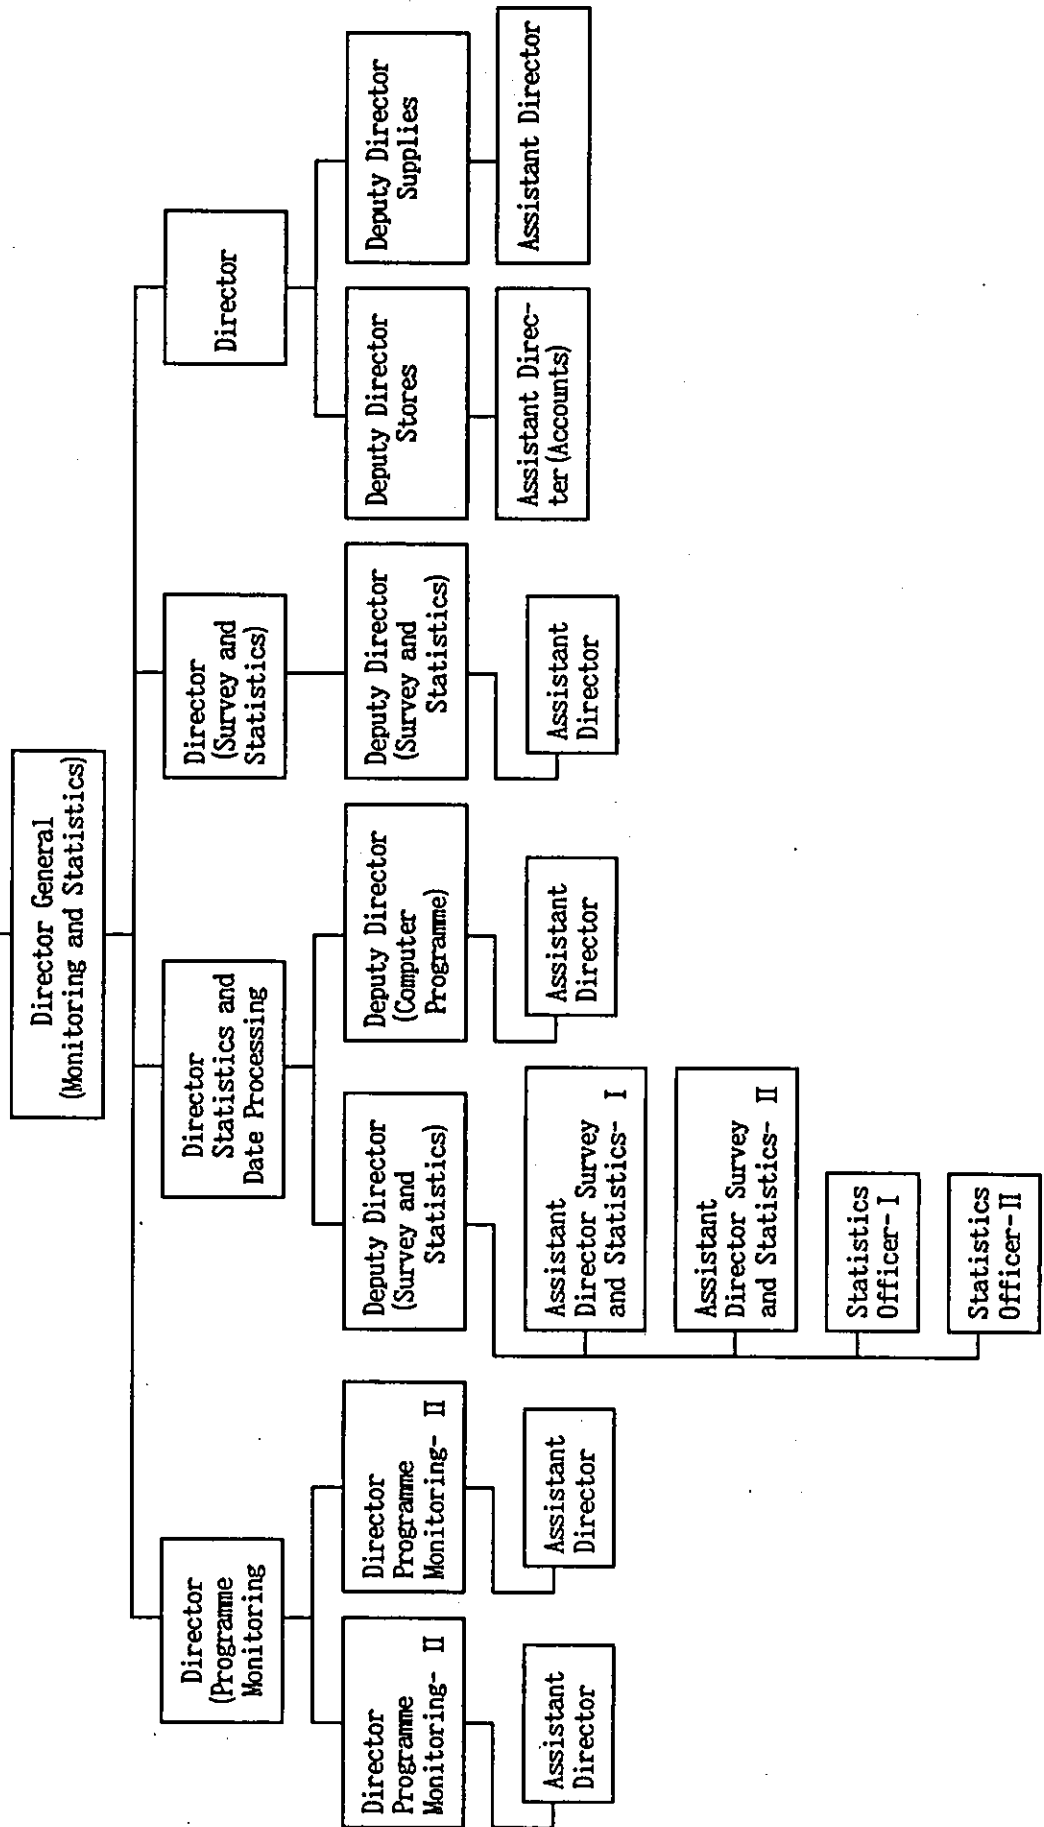 Director General
(Monitoring and Statistics)
Director
(Programme
Monitoring
Director
Statistics and
Date Processing
Director
(Survey and
Statistics)
Director
Director
Programme
Monitoring- II
Director
Programme
Monitoring- II
Deputy Director
(Survey and
Statistics)
Deputy Director
(Computer
Programme)
Deputy Director
(Survey and
Statistics)
Deputy Director
Stores
Deputy Director
Supplies
Assistant
Director
Assistant
Director
Assistant
Director Survey
and Statistics- I
Assistant
Director Survey
and Statistics- II
Statistics
Officer-I
Statistics
Officer-II
Assistant
Director
Assistant
Director
Assistant Direc-
ter(Accounts)
Assistant Director